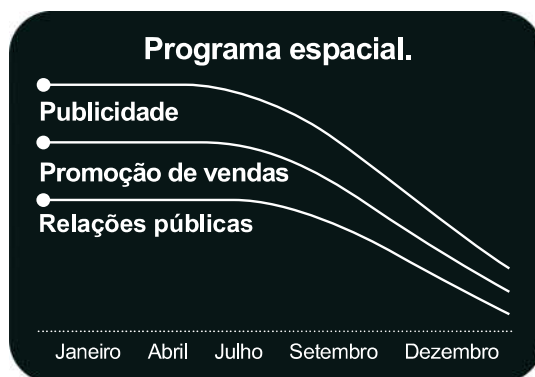 Programa espacial.
Publicidade
Promoção de vendas
Relações públicas
Janeiro Abril Julho Setembro Dezembro